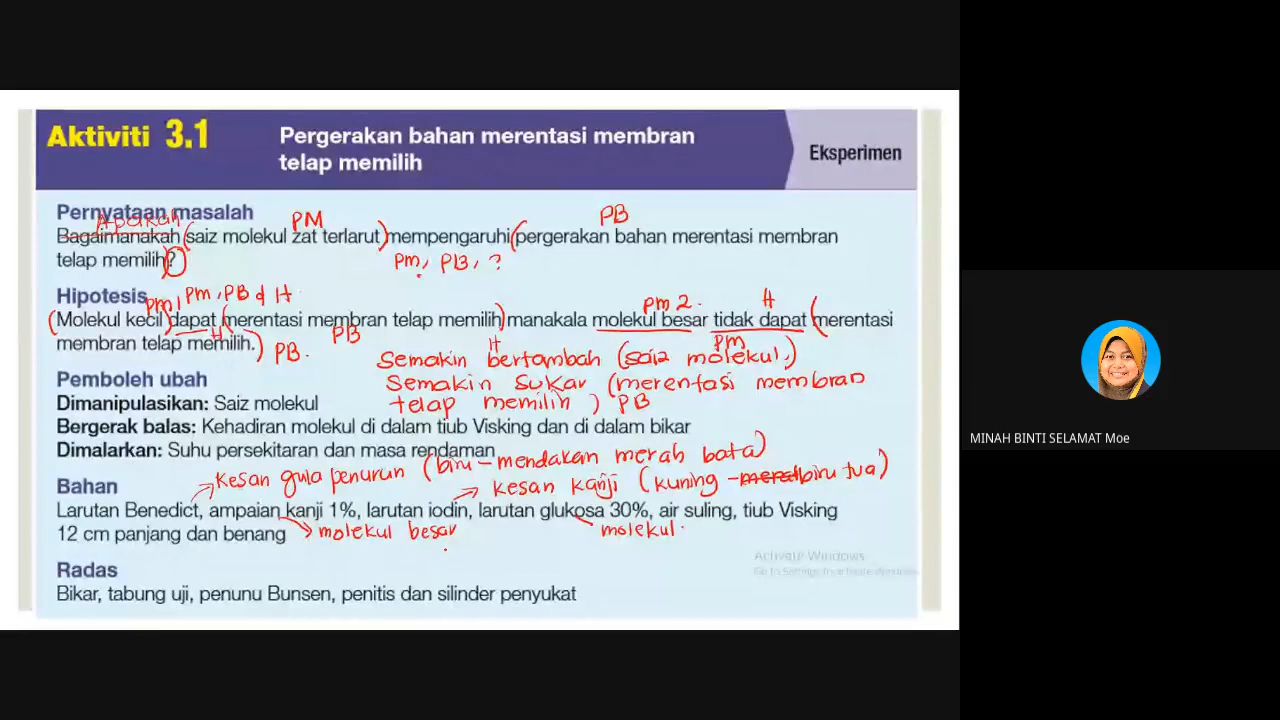 Aktiviti 3.1
Pergerakan bahan merentasi membran
telap memilih
Eksperimen
Pernyataan masalah
Apakah PM PB
Bagaimanakah (saiz molekul zat terlarut) mempengaruhi (pergerakan bahan merentasi membran
telap memilih)?
Pm, PB, ?
Hipotesis
Pm, PB & H
Pm1 pm 2. H
(Molekul kecil) dapat (merentasi membran telap memilih) manakala molekul besar tidak dapat (merentasi
H PB
membran telap memilih.) PB.
H PM
Semakin bertambah (saiz molekul,)
Semakin sukar (merentasi membran
telap memilih) PB
Pemboleh ubah
Dimanipulasikan: Saiz molekul
Bergerak balas: Kehadiran molekul di dalam tiub Visking dan di dalam bikar
Dimalarkan: Suhu persekitaran dan masa rendaman
Kesan gula penurun (biru - mendakan merah bata)
Kesan kanji (kuning - merah biru tua)
Bahan
Larutan Benedict, ampaian kanji 1%, larutan iodin, larutan glukosa 30%, air suling, tiub Visking
12 cm panjang dan benang
molekul besar
molekul
Radas
Bikar, tabung uji, penunu Bunsen, penitis dan silinder penyukat
Activate Windows
Go to Settings to activate Windows.
MINAH BINTI SELAMAT Moe